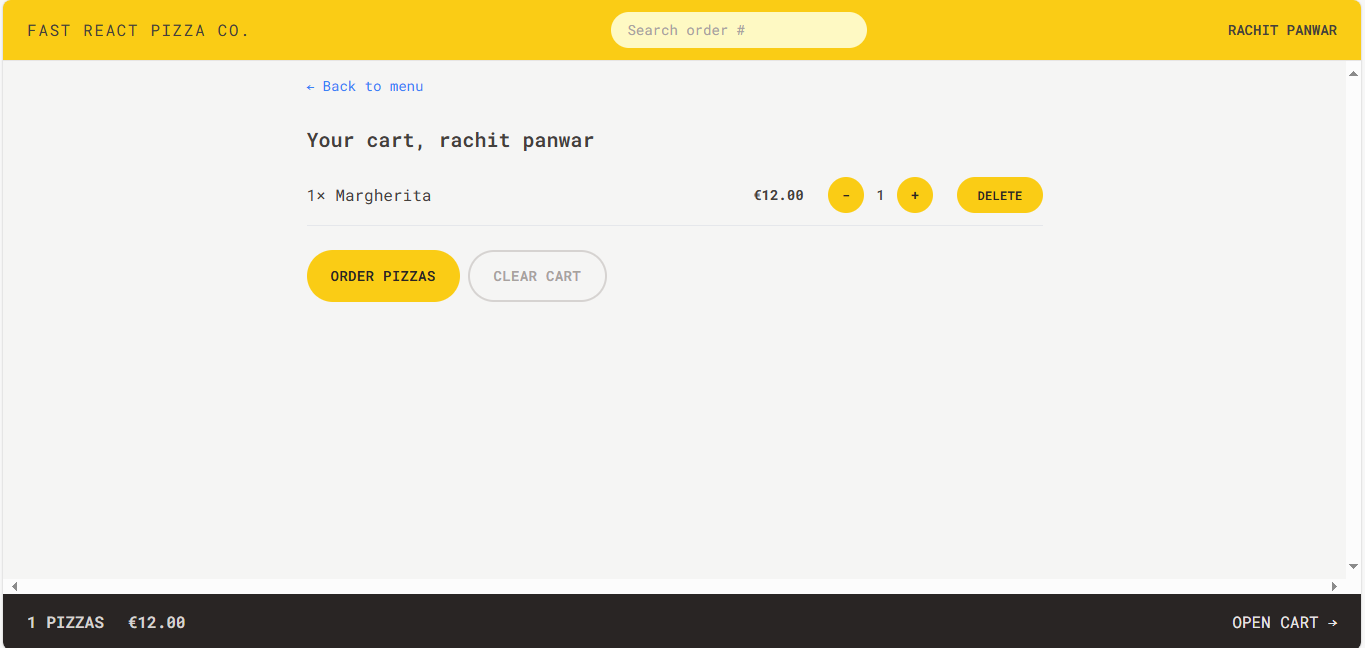 FAST REACT PIZZA CO. Search order # RACHIT PANWAR
← Back to menu
Your cart, rachit panwar
1× Margherita €12.00 - 1 + DELETE
ORDER PIZZAS CLEAR CART
1 PIZZAS €12.00 OPEN CART →